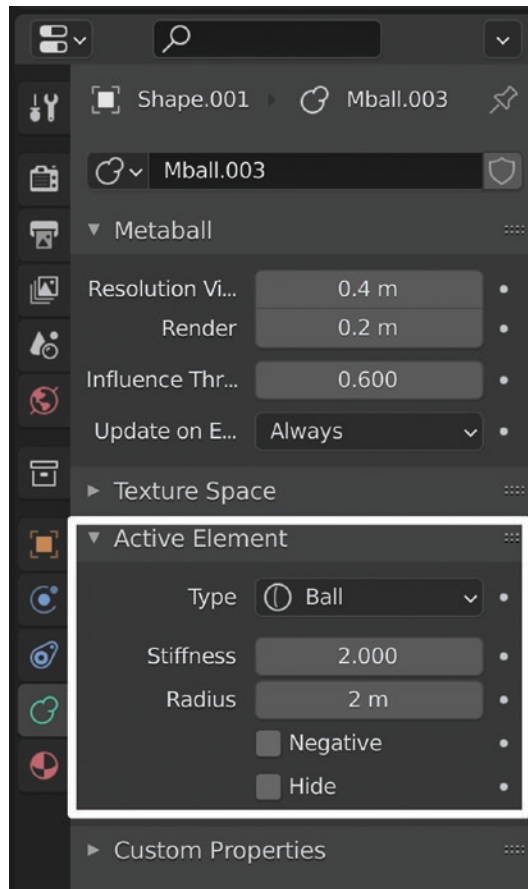 Shape.001 Mball.003
Mball.003
Metaball
Resolution Vi... 0.4 m
Render 0.2 m
Influence Thr... 0.600
Update on E... Always
Texture Space
Active Element
Type Ball
Stiffness 2.000
Radius 2 m
Negative
Hide
Custom Properties